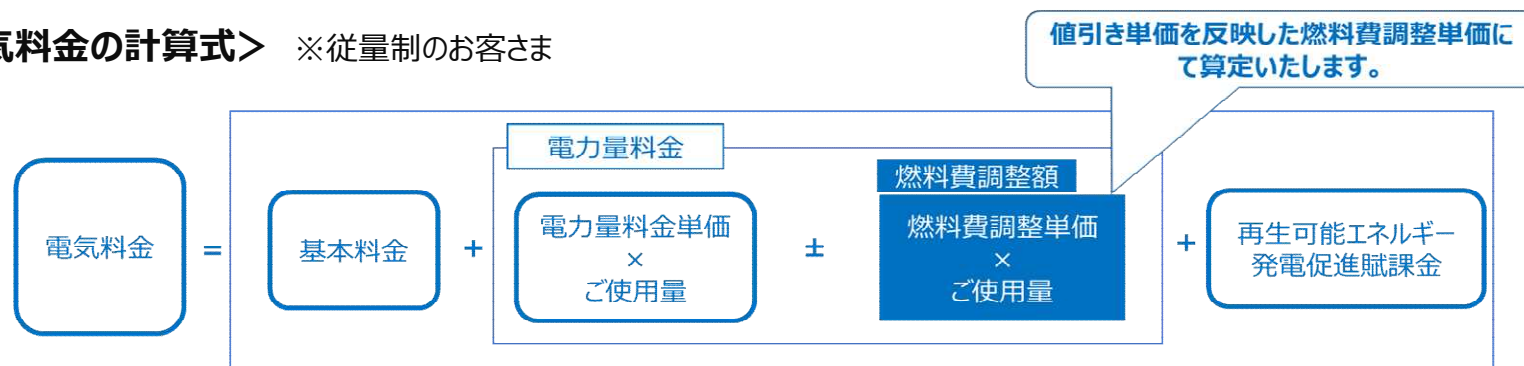 気料金の計算式＞ ※従量制のお客さま
値引き単価を反映した燃料費調整単価に
て算定いたします。
電気料金
=
基本料金
+
電力量料金
電力量料金単価
×
ご使用量
±
燃料費調整額
燃料費調整単価
×
ご使用量
+
再生可能エネルギー
発電促進賦課金